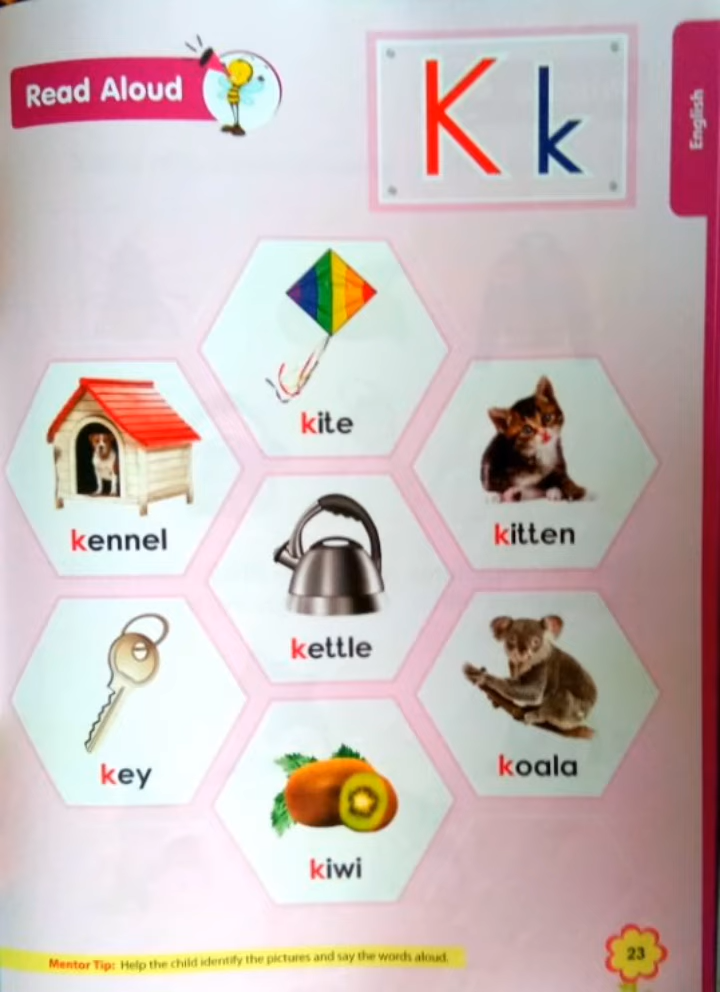 Read Aloud
K k
English
kite
kennel
kitten
kettle
key
koala
kiwi
Mentor Tip: Help the child identify the pictures and say the words aloud.
23